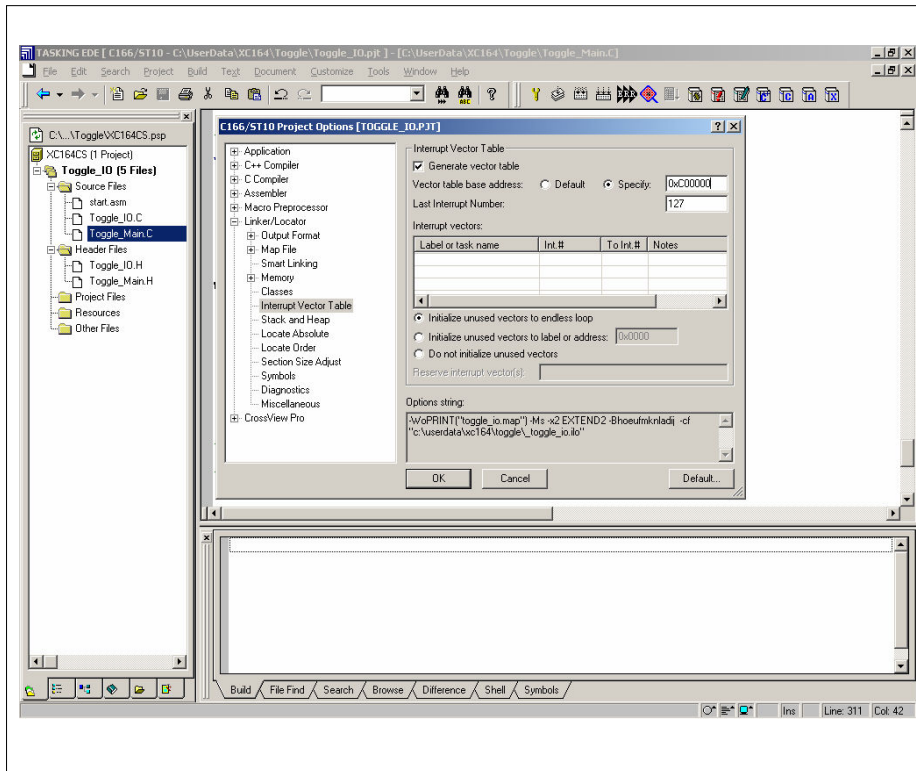 TASKING EDE [ C166/ST10 - C:\UserData\XC164\Toggle\Toggle_IO.pjt ] - [C:\UserData\XC164\Toggle\Toggle_Main.C]
File Edit Search Project Build Text Document Customize Tools Window Help
C:\...\Toggle\XC164CS.psp
XC164CS (1 Project)
Toggle_IO (5 Files)
Source Files
start.asm
Toggle_IO.C
Toggle_Main.C
Header Files
Toggle_IO.H
Toggle_Main.H
Project Files
Resources
Other Files
C166/ST10 Project Options [TOGGLE_IO.PJT]
Application
C++ Compiler
C Compiler
Assembler
Macro Preprocessor
Linker/Locator
Output Format
Map File
Smart Linking
Memory
Classes
Interrupt Vector Table
Stack and Heap
Locate Absolute
Locate Order
Section Size Adjust
Symbols
Diagnostics
Miscellaneous
CrossView Pro
Interrupt Vector Table
Generate vector table
Vector table base address: Default Specify: 0xC00000
Last Interrupt Number: 127
Interrupt vectors:
Label or task name Int.# To Int.# Notes
Initialize unused vectors to endless loop
Initialize unused vectors to label or address: 0x0000
Do not initialize unused vectors
Reserve interrupt vector(s):
Options string:
-WoPRINT("toggle_io.map") -Ms -x2 EXTEND2 -Bhoeufmknladij -cf
"c:\userdata\xc164\toggle\_toggle_io.ilo"
OK Cancel Default...
Build File Find Search Browse Difference Shell Symbols
Ins Line: 311 Col: 42